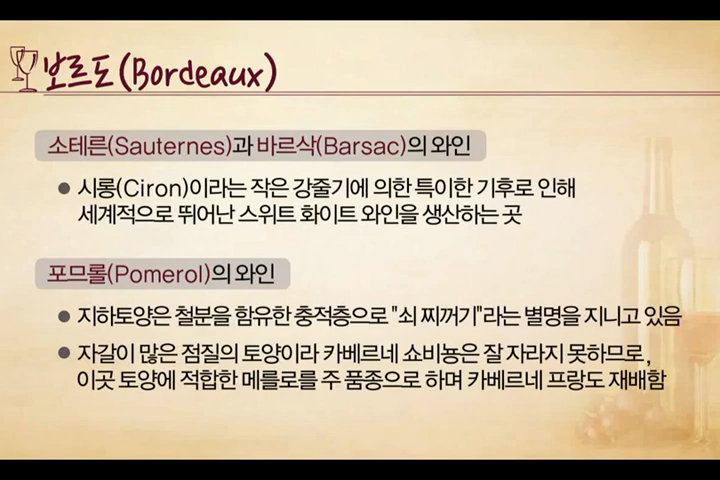 보르도(Bordeaux)
소테른(Sauternes)과 바르삭(Barsac)의 와인
● 시롱(Ciron)이라는 작은 강줄기에 의한 특이한 기후로 인해
세계적으로 뛰어난 스위트 화이트 와인을 생산하는 곳
포므롤(Pomerol)의 와인
● 지하토양은 철분을 함유한 충적층으로 "쇠 찌꺼기"라는 별명을 지니고 있음
● 자갈이 많은 점질의 토양이라 카베르네 쇼비뇽은 잘 자라지 못하므로,
이곳 토양에 적합한 메를로를 주 품종으로 하며 카베르네 프랑도 재배함